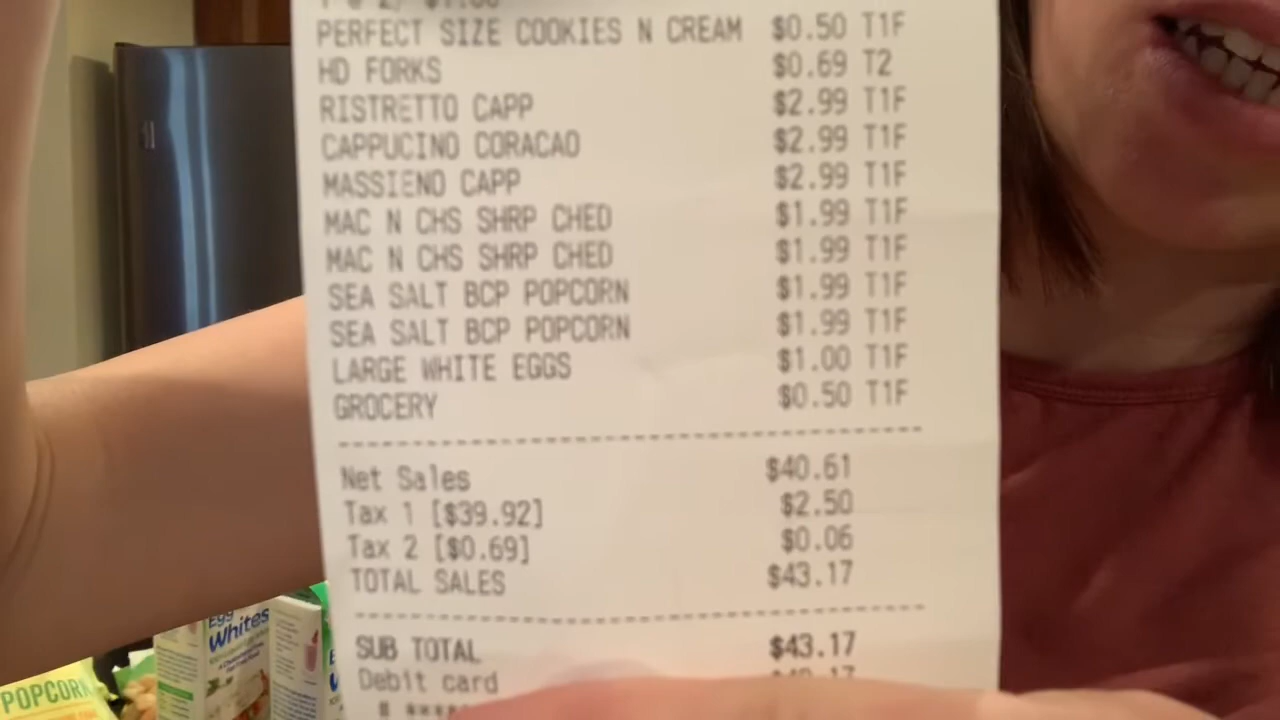 PERFECT SIZE COOKIES N CREAM $0.50 T1F
HD FORKS $0.69 T2
RISTRETTO CAPP $2.99 T1F
CAPPUCINO CORACAO $2.99 T1F
MASSIENO CAPP $2.99 T1F
MAC N CHS SHRP CHED $1.99 T1F
MAC N CHS SHRP CHED $1.99 T1F
SEA SALT BCP POPCORN $1.99 T1F
SEA SALT BCP POPCORN $1.99 T1F
LARGE WHITE EGGS $1.00 T1F
GROCERY $0.50 T1F
Net Sales $40.61
Tax 1 [$39.92] $2.50
Tax 2 [$0.69] $0.06
TOTAL SALES $43.17
SUB TOTAL $43.17
Debit card
Egg
Whites
POPCORN